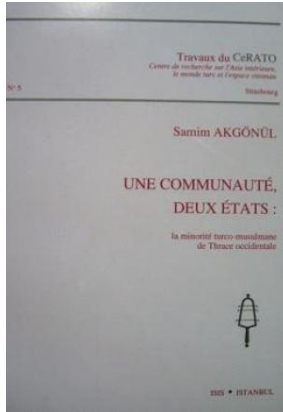 Travaux du CeRATO
Centre de recherche sur l'Asie intérieure,
le monde turc et l'espace ottoman
N° 5
Strasbourg
Samim AKGÖNÜL
UNE COMMUNAUTÉ,
DEUX ÉTATS :
la minorité turco-musulmane
de Thrace occidentale
ISIS • ISTANBUL